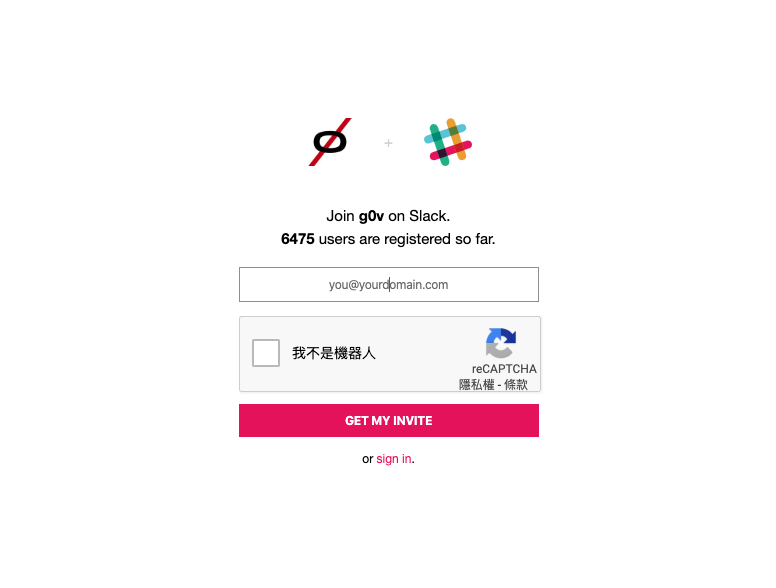 +
Join g0v on Slack.
6475 users are registered so far.
you@yourdomain.com
我不是機器人
reCAPTCHA
隱私權 - 條款
GET MY INVITE
or sign in.